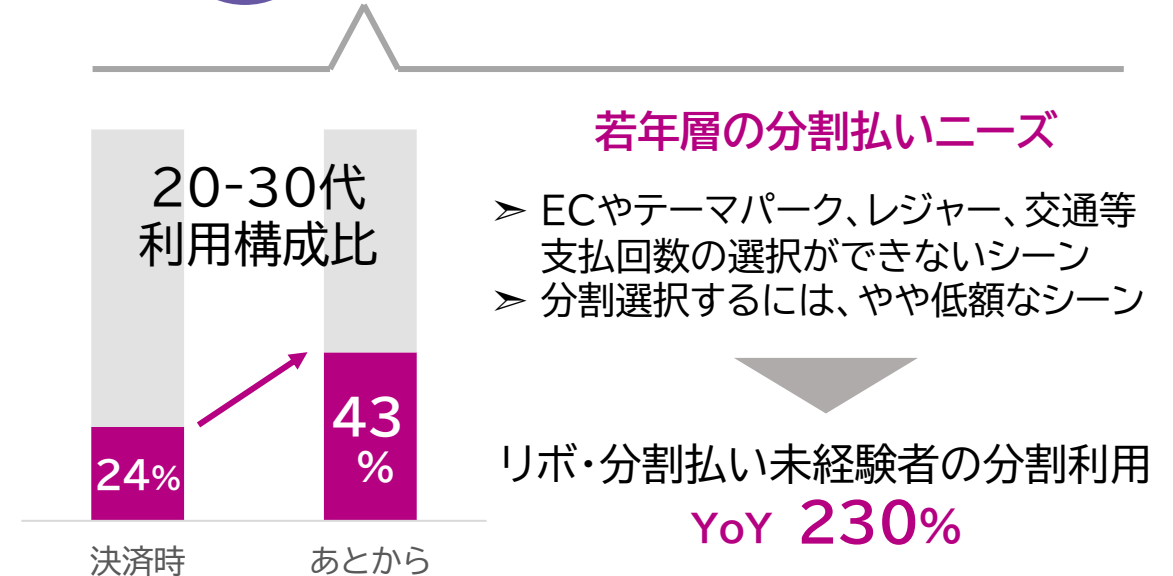 20-30代
利用構成比
24%
43
%
決済時
あとから
若年層の分割払いニーズ
➣ ECやテーマパーク、レジャー、交通等
支払回数の選択ができないシーン
➣ 分割選択するには、やや低額なシーン
リボ・分割払い未経験者の分割利用
YoY 230%